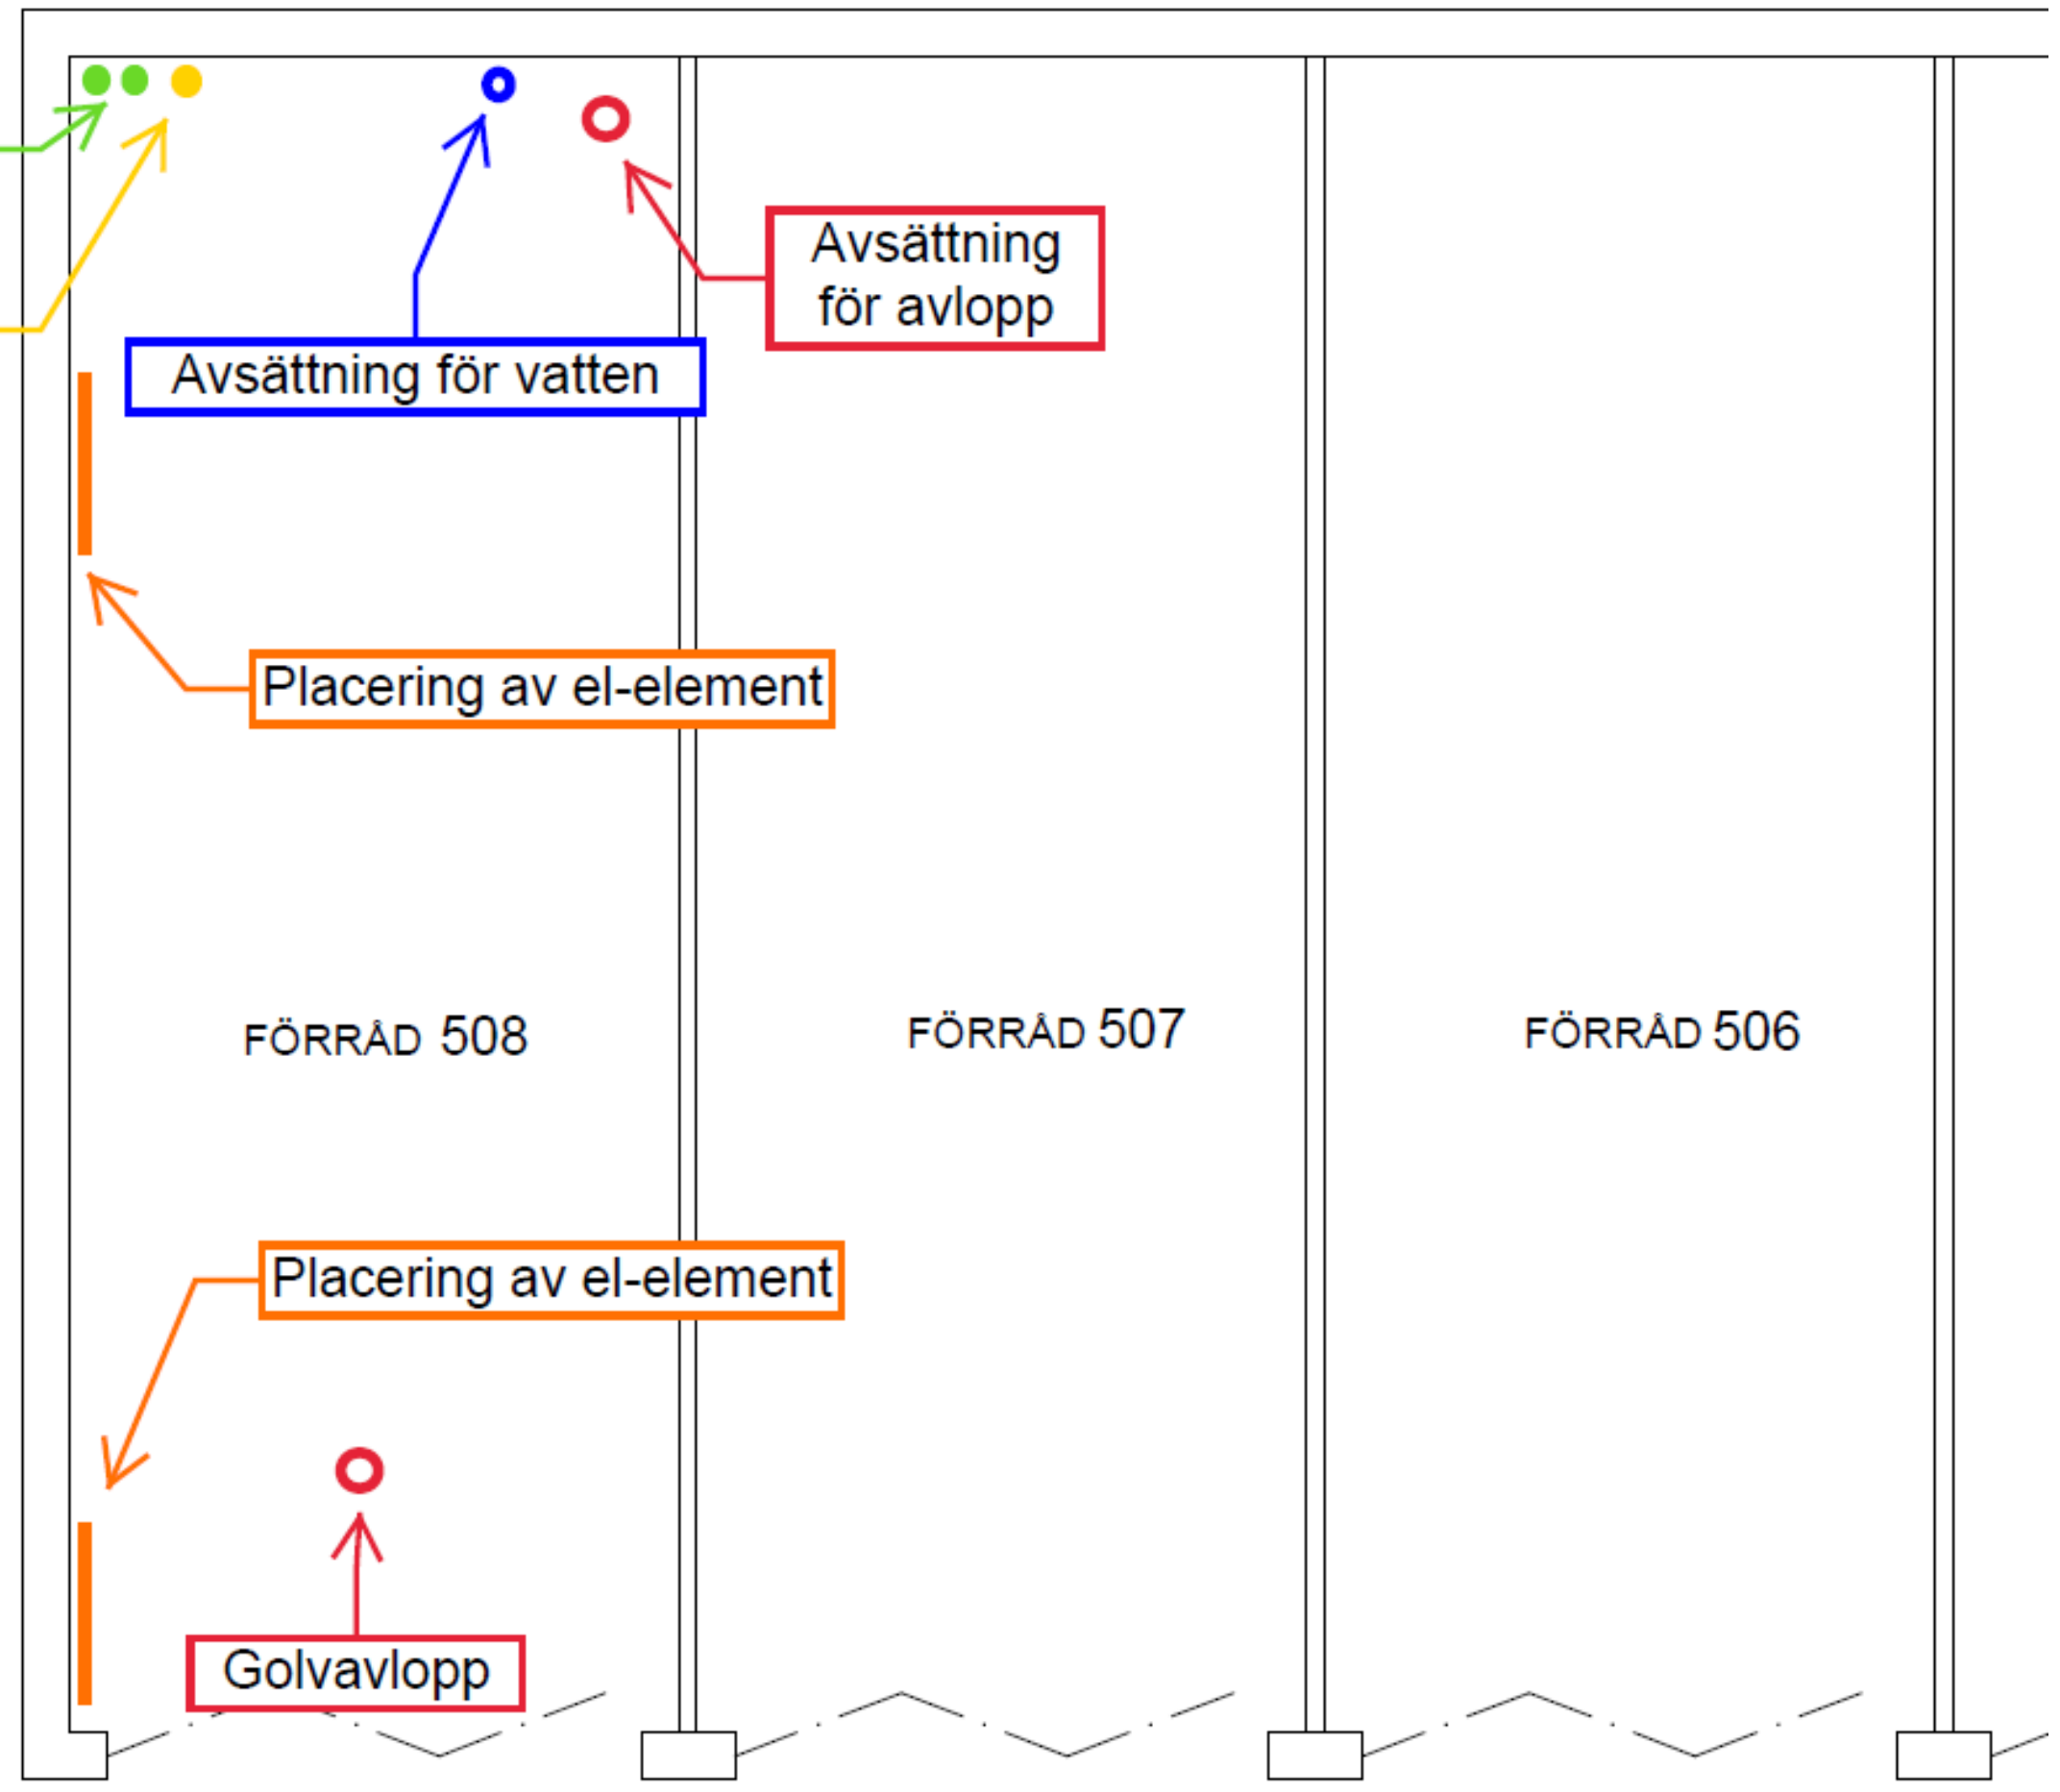 Avsättning
för avlopp
Avsättning för vatten
Placering av el-element
FÖRRÅD 508
FÖRRÅD 507
FÖRRÅD 506
Placering av el-element
Golvavlopp